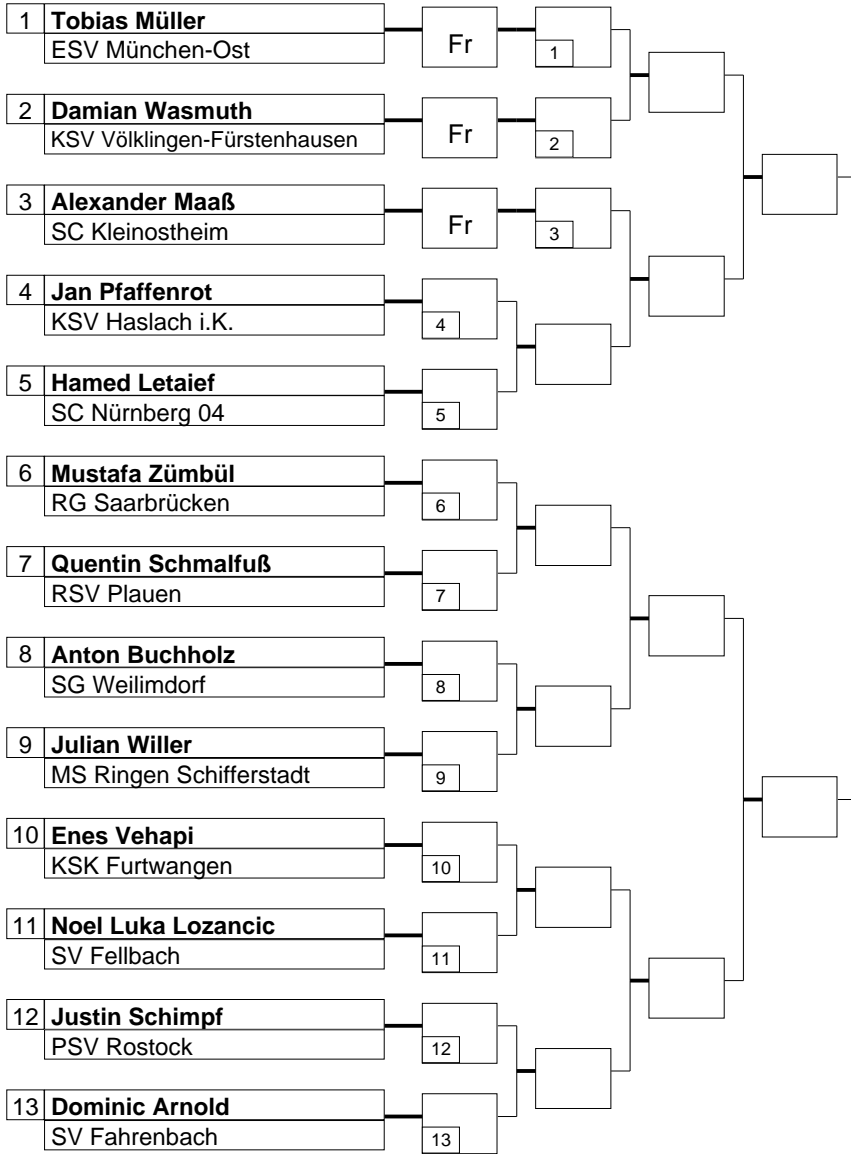 1 Tobias Müller Fr
ESV München-Ost 1
2 Damian Wasmuth Fr
KSV Völklingen-Fürstenhausen 2
3 Alexander Maaß Fr
SC Kleinostheim 3
4 Jan Pfaffenrot
KSV Haslach i.K. 4
5 Hamed Letaief
SC Nürnberg 04 5
6 Mustafa Zümbül
RG Saarbrücken 6
7 Quentin Schmalfuß
RSV Plauen 7
8 Anton Buchholz
SG Weilimdorf 8
9 Julian Willer
MS Ringen Schifferstadt 9
10 Enes Vehapi
KSK Furtwangen 10
11 Noel Luka Lozancic
SV Fellbach 11
12 Justin Schimpf
PSV Rostock 12
13 Dominic Arnold
SV Fahrenbach 13